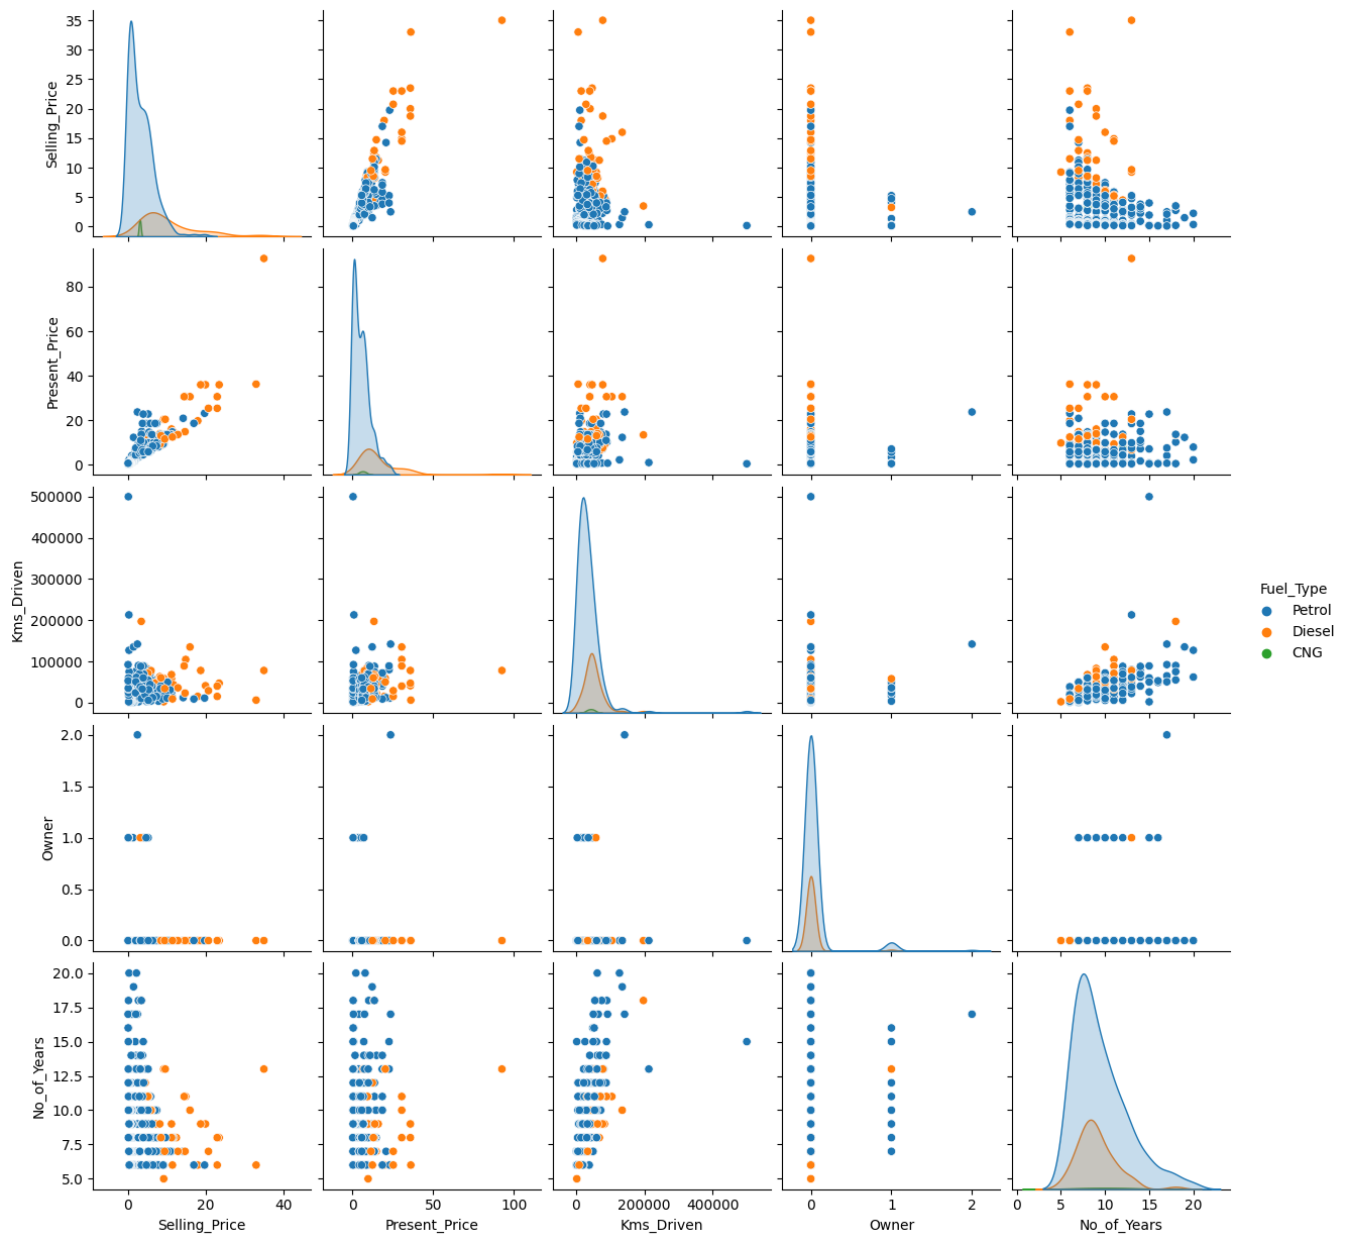 35
30
25
20
15
10
5
0
Selling_Price
80
60
40
20
0
Present_Price
500000
400000
300000
200000
100000
0
Kms_Driven
Fuel_Type
Petrol
Diesel
CNG
2.0
1.5
1.0
0.5
0.0
Owner
20.0
17.5
15.0
12.5
10.0
7.5
5.0
No_of_Years
0 20 40
0 50 100
0 200000 400000
0 1 2
0 5 10 15 20
Selling_Price
Present_Price
Kms_Driven
Owner
No_of_Years